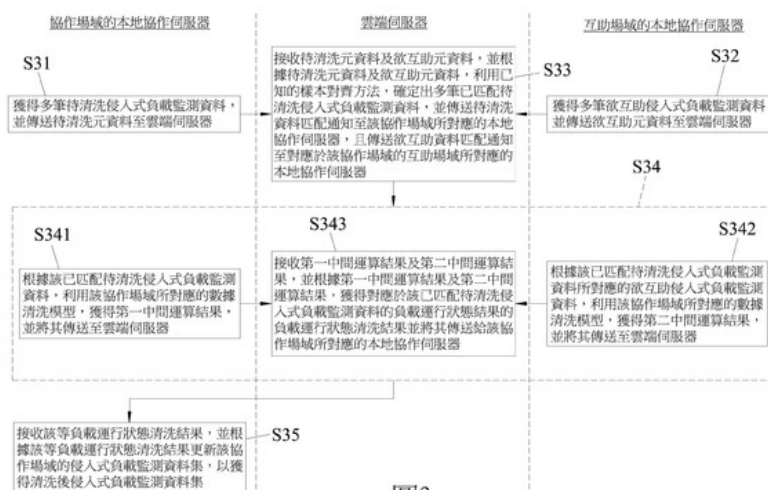 協作場域的本地協作伺服器
雲端伺服器
互助場域的本地協作伺服器
S31
獲得多筆待清洗侵入式負載監測資料,
並傳送待清洗元資料至雲端伺服器
S33
接收待清洗元資料及欲互助元資料,並根
據待清洗元資料及欲互助元資料,利用已
知的樣本對齊方法,確定出多筆已匹配待
清洗侵入式負載監測資料,並傳送待清洗
資料匹配通知至該協作場域所對應的本地
協作伺服器,且傳送欲互助資料匹配通知
至對應於該協作場域的互助場域所對應的
本地協作伺服器
S32
獲得多筆欲互助侵入式負載監測資料
並傳送欲互助元資料至雲端伺服器
S34
S341
根據該已匹配待清洗侵入式負載監測
資料,利用該協作場域所對應的數據
清洗模型,獲得第一中間運算結果,
並將其傳送至雲端伺服器
S343
接收第一中間運算結果及第二中間運算結
果,並根據第一中間運算結果及第二中間
運算結果,獲得對應於該已匹配待清洗侵
入式負載監測資料的負載運行狀態結果的
負載運行狀態清洗結果並將其傳送給該協
作場域所對應的本地協作伺服器
S342
根據該已匹配待清洗侵入式負載監測
資料所對應的欲互助侵入式負載監測
資料,利用該協作場域所對應的數據
清洗模型,獲得第二中間運算結果,
並將其傳送至雲端伺服器
S35
接收該等負載運行狀態清洗結果,並根
據該等負載運行狀態清洗結果更新該協
作場域的侵入式負載監測資料集,以獲
得清洗後侵入式負載監測資料集